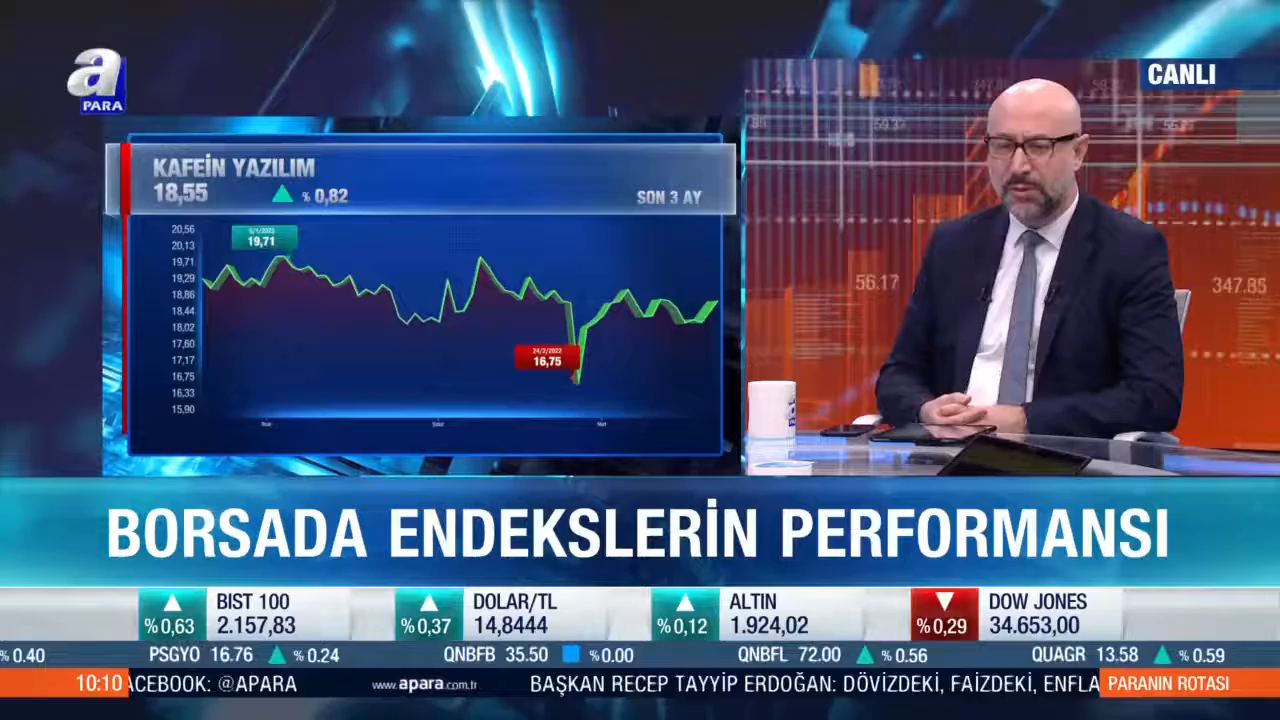 a
PARA
CANLI
KAFEİN YAZILIM
18,55
% 0,82
SON 3 AY
20,56
20,13
19,71
19,29
18,86
18,44
18,02
17,60
17,17
16,75
16,33
15,90
19,71
24/2/2022
16,75
Ocak
Şubat
Mart
59.37
56.17
347.85
BORSADA ENDEKSLERİN PERFORMANSI
% 0,63
BIST 100
2.157,83
% 0,37
DOLAR/TL
14,8444
% 0,12
ALTIN
1.924,02
% 0,29
DOW JONES
34.653,00
% 0.40 PSGYO 16.76 % 0.24 QNBFB 35.50 % 0.00 QNBFL 72.00 % 0.56 QUAGR 13.58 % 0.59
10:10 ACEBOOK: @APARA www.apara.com.tr BAŞKAN RECEP TAYYİP ERDOĞAN: DÖVİZDEKİ, FAİZDEKİ, ENFLA PARANIN ROTASI